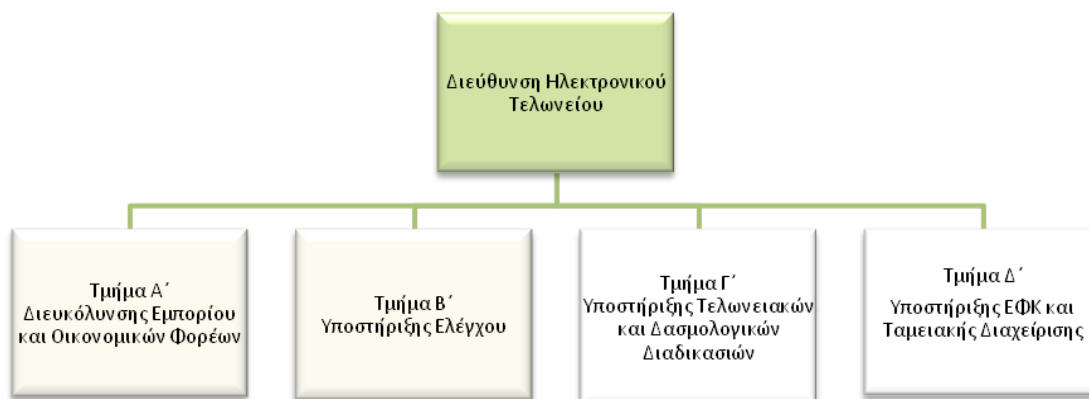 Διεύθυνση Ηλεκτρονικού
Τελωνείου
Τμήμα Α΄
Διευκόλυνσης Εμπορίου
και Οικονομικών Φορέων
Τμήμα Β΄
Υποστήριξης Ελέγχου
Τμήμα Γ΄
Υποστήριξης Τελωνειακών
και Δασμολογικών
Διαδικασιών
Τμήμα Δ΄
Υποστήριξης ΕΦΚ και
Ταμειακής Διαχείρισης